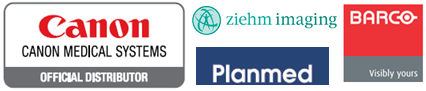 Canon
CANON MEDICAL SYSTEMS
OFFICIAL DISTRIBUTOR
ziehm imaging
Planmed
BARCO
Visibly yours